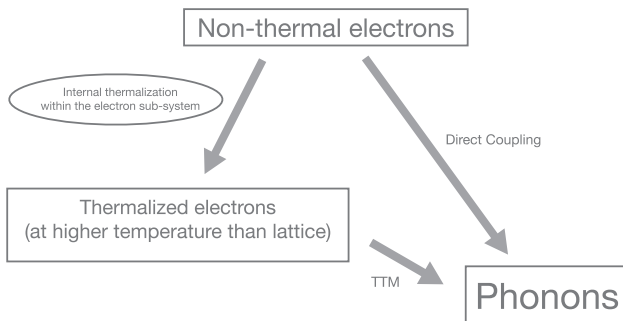 Non-thermal electrons
Internal thermalization
within the electron sub-system
Direct Coupling
Thermalized electrons
(at higher temperature than lattice)
TTM
Phonons